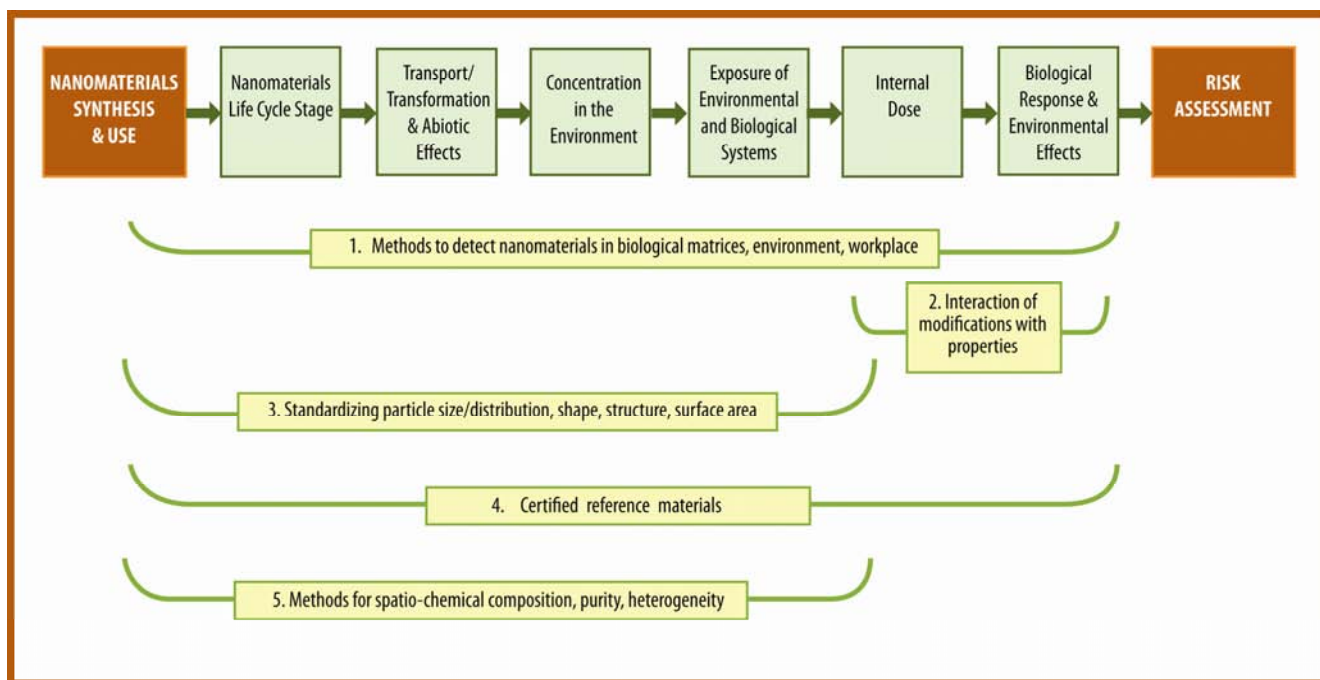 NANOMATERIALS
SYNTHESIS
& USE
Nanomaterials
Life Cycle Stage
Transport/
Transformation
& Abiotic
Effects
Concentration
in the
Environment
Exposure of
Environmental
and Biological
Systems
Internal
Dose
Biological
Response &
Environmental
Effects
RISK
ASSESSMENT
1. Methods to detect nanomaterials in biological matrices, environment, workplace
2. Interaction of
modifications with
properties
3. Standardizing particle size/distribution, shape, structure, surface area
4. Certified reference materials
5. Methods for spatio-chemical composition, purity, heterogeneity